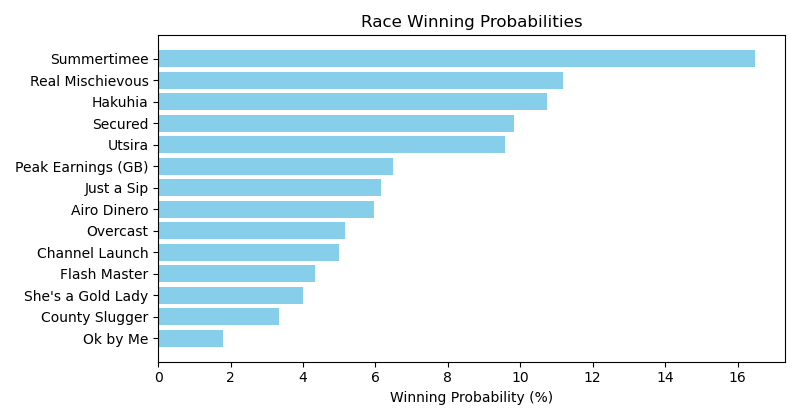 Race Winning Probabilities
Summertimee
Real Mischievous
Hakuhia
Secured
Utsira
Peak Earnings (GB)
Just a Sip
Airo Dinero
Overcast
Channel Launch
Flash Master
She's a Gold Lady
County Slugger
Ok by Me
0 2 4 6 8 10 12 14 16
Winning Probability (%)